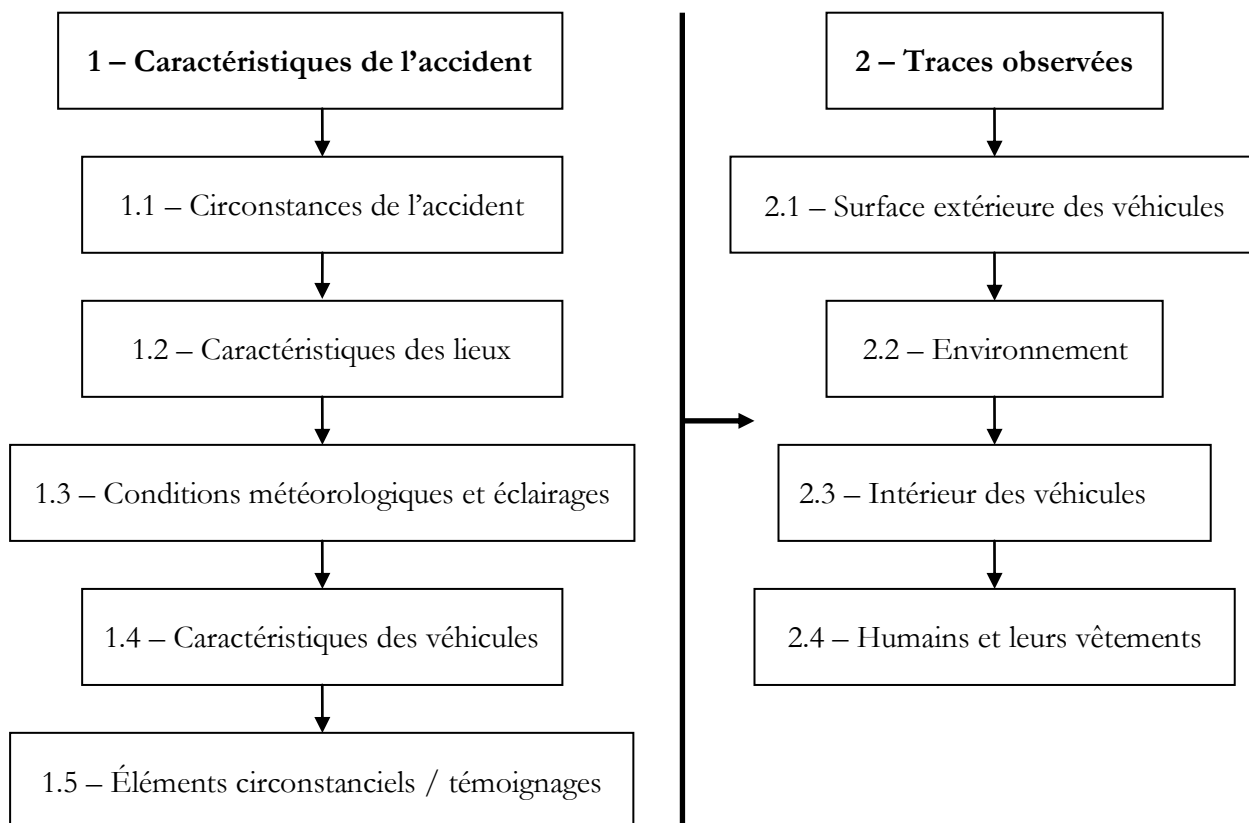 1 – Caractéristiques de l’accident
1.1 – Circonstances de l’accident
1.2 – Caractéristiques des lieux
1.3 – Conditions météorologiques et éclairages
1.4 – Caractéristiques des véhicules
1.5 – Éléments circonstanciels / témoignages
2 – Traces observées
2.1 – Surface extérieure des véhicules
2.2 – Environnement
2.3 – Intérieur des véhicules
2.4 – Humains et leurs vêtements